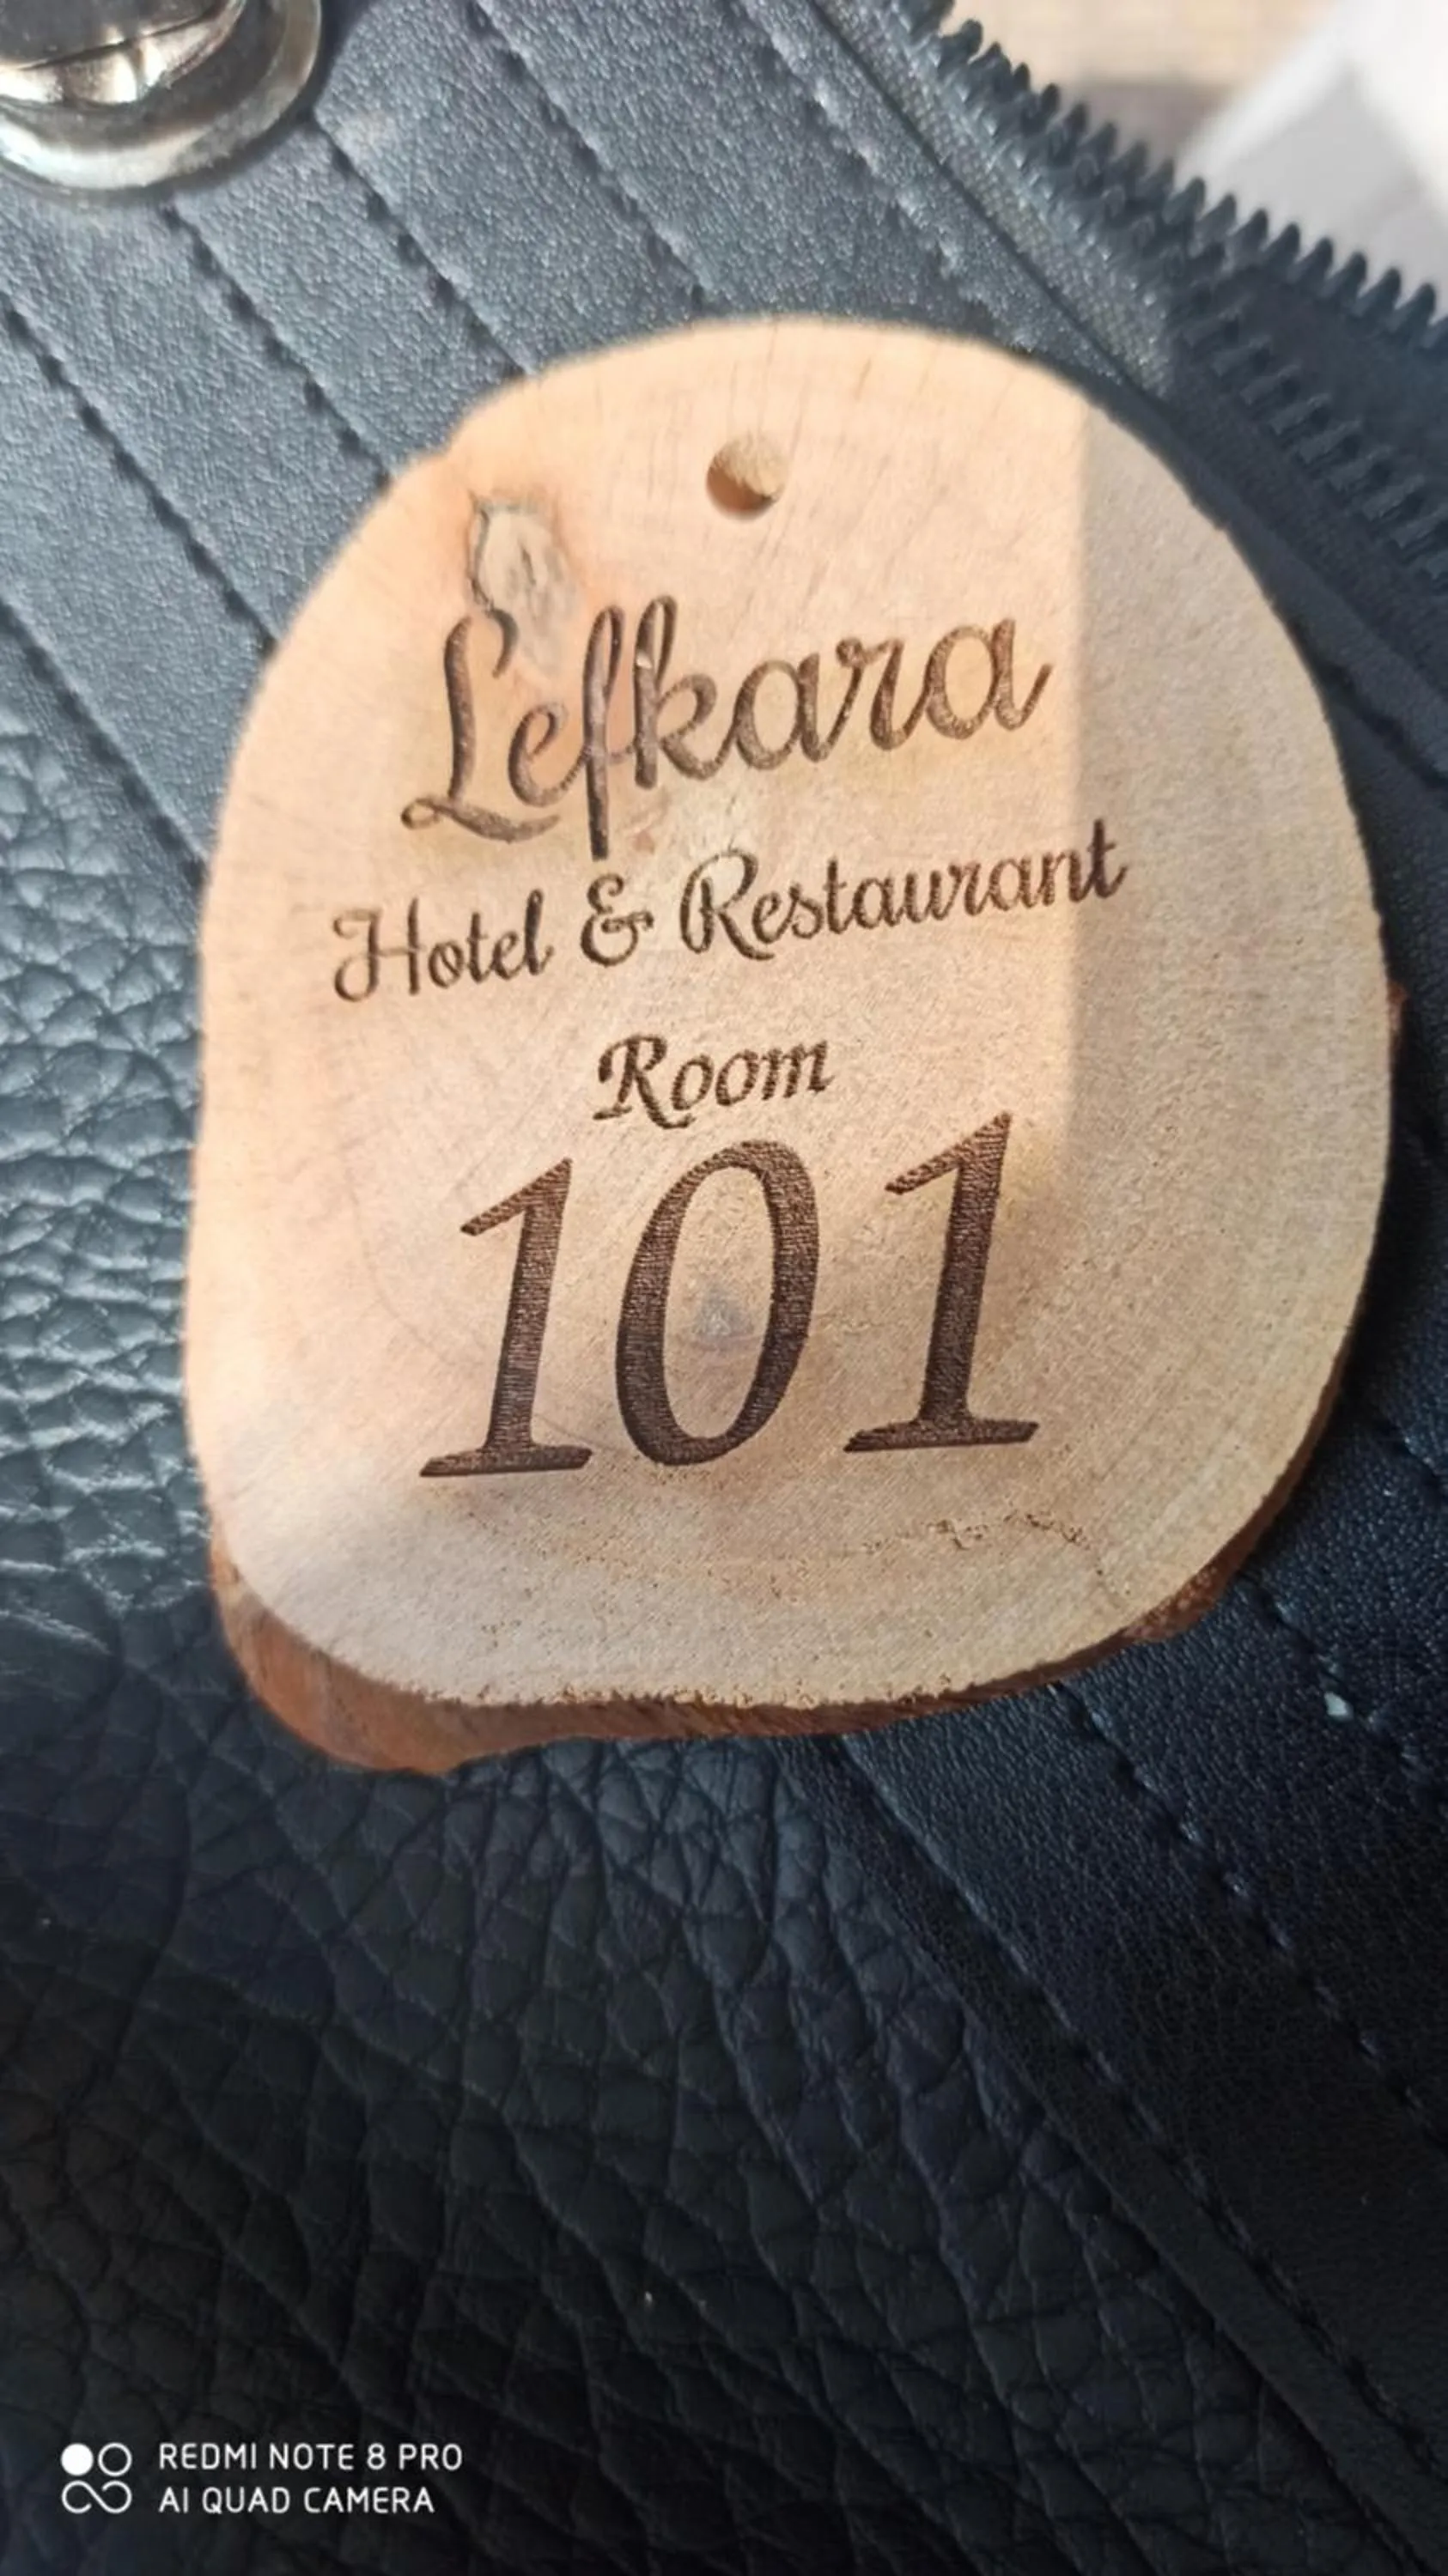 Lefkara
Hotel & Restaurant
Room
101
REDMI NOTE 8 PRO
AI QUAD CAMERA